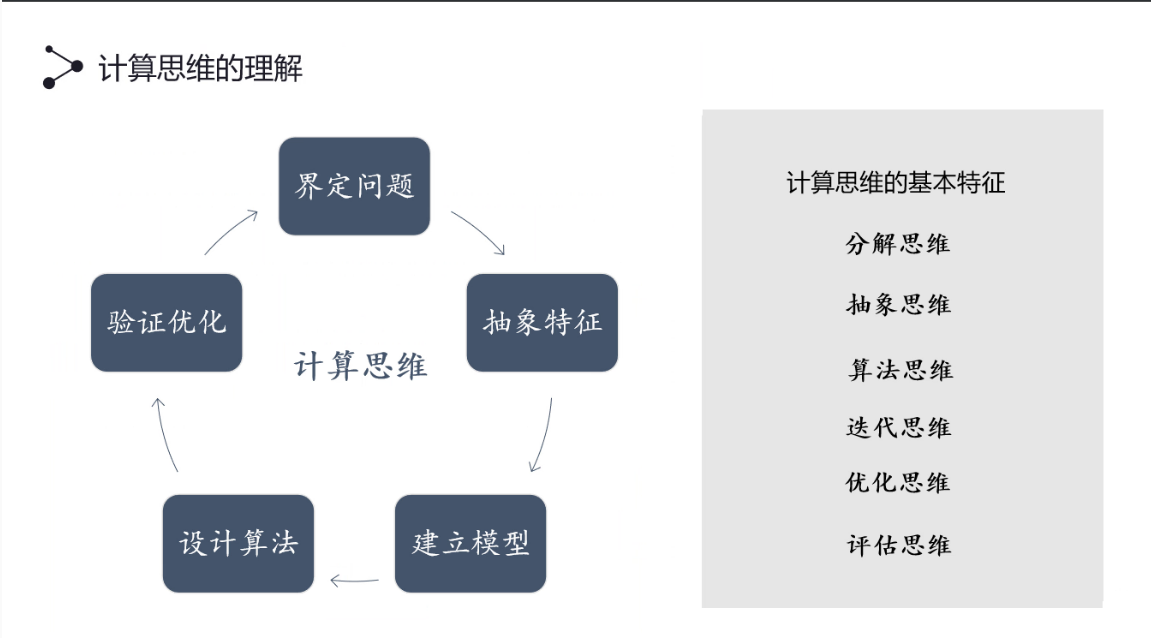 计算思维的理解
界定问题
抽象特征
建立模型
设计算法
验证优化
计算思维
计算思维的基本特征
分解思维
抽象思维
算法思维
迭代思维
优化思维
评估思维